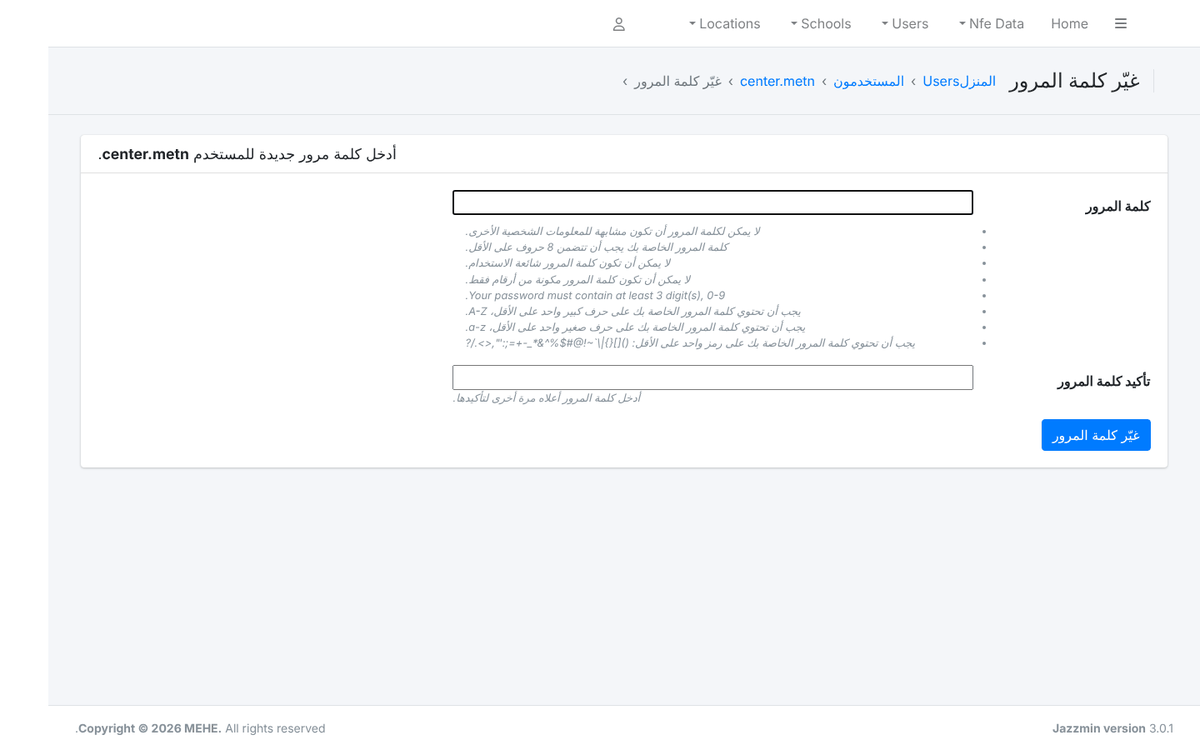 Home Nfe Data Users Schools Locations
غيّر كلمة المرور
المنزل Users › المستخدمون › center.metn › غيّر كلمة المرور ›
أدخل كلمة مرور جديدة للمستخدم center.metn.
كلمة المرور
لا يمكن لكلمة المرور أن تكون مشابهة للمعلومات الشخصية الأخرى.
كلمة المرور الخاصة بك يجب أن تتضمن 8 حروف على الأقل.
لا يمكن أن تكون كلمة المرور شائعة الاستخدام.
لا يمكن أن تكون كلمة المرور مكونة من أرقام فقط.
Your password must contain at least 3 digit(s), 0-9.
يجب أن تحتوي كلمة المرور الخاصة بك على حرف كبير واحد على الأقل، A-Z.
يجب أن تحتوي كلمة المرور الخاصة بك على حرف صغير واحد على الأقل، a-z.
يجب أن تحتوي كلمة المرور الخاصة بك على رمز واحد على الأقل: ()[]{}|\`~!@#$%^&*_-+=;:'",<>./?
تأكيد كلمة المرور
أدخل كلمة المرور أعلاه مرة أخرى لتأكيدها.
غيّر كلمة المرور
Jazzmin version 3.0.1
Copyright © 2026 MEHE. All rights reserved.